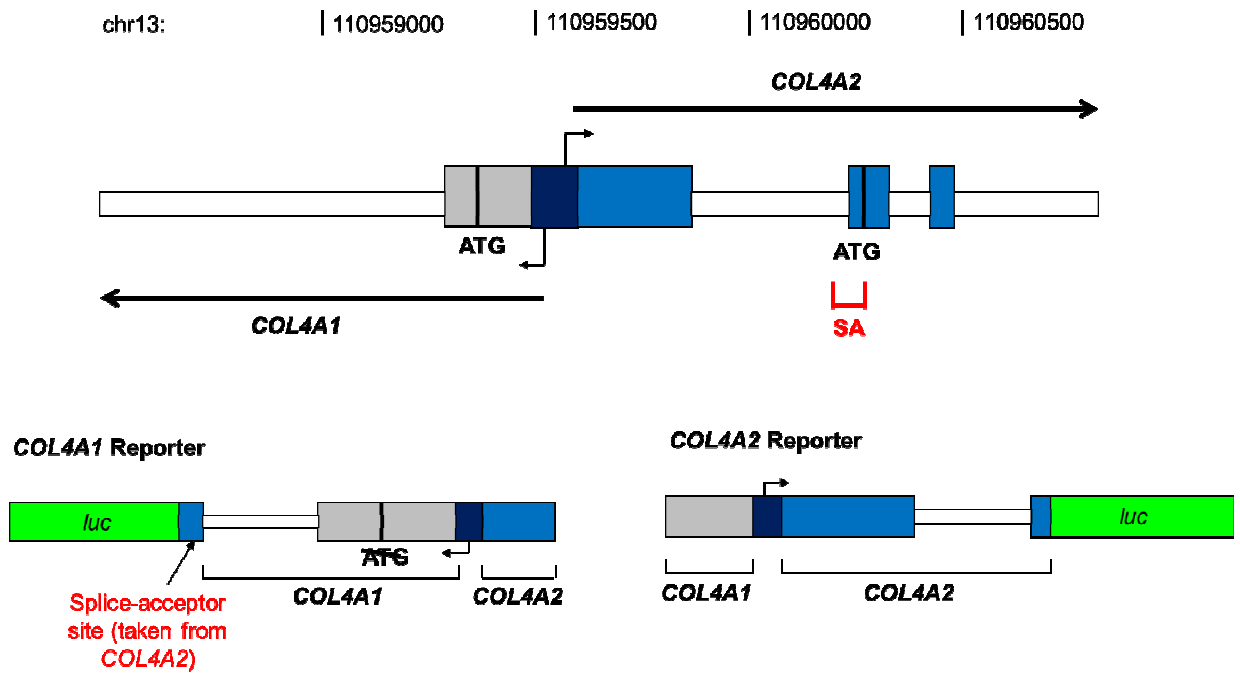 chr13: | 110959000 | 110959500 | 110960000 | 110960500
COL4A2
ATG
ATG
COL4A1
SA
COL4A1 Reporter
COL4A2 Reporter
luc
luc
ATG
COL4A1
COL4A2
COL4A1
COL4A2
Splice-acceptor
site (taken from
COL4A2)